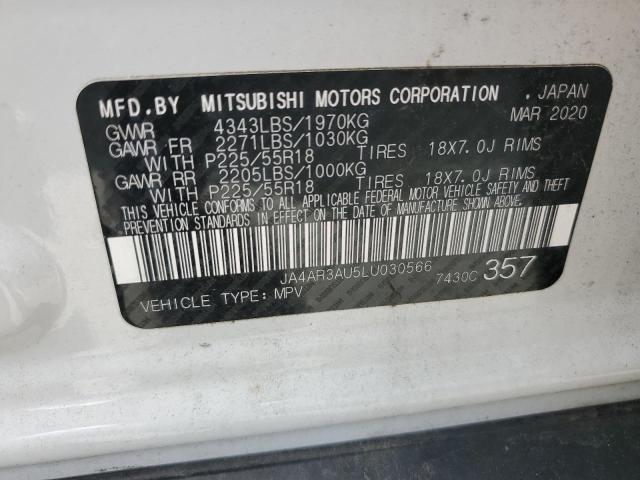 MFD.BY MITSUBISHI MOTORS CORPORATION . JAPAN
MAR 2020
GVWR 4343LBS/1970KG
GAWR FR 2271LBS/1030KG
WITH P225/55R18 TIRES 18X7.0J RIMS
GAWR RR 2205LBS/1000KG
WITH P225/55R18 TIRES 18X7.0J RIMS
THIS VEHICLE CONFORMS TO ALL APPLICABLE FEDERAL MOTOR VEHICLE SAFETY AND THEFT
PREVENTION STANDARDS IN EFFECT ON THE DATE OF MANUFACTURE SHOWN ABOVE.
JA4AR3AU5LU030566
VEHICLE TYPE: MPV 7430C 357